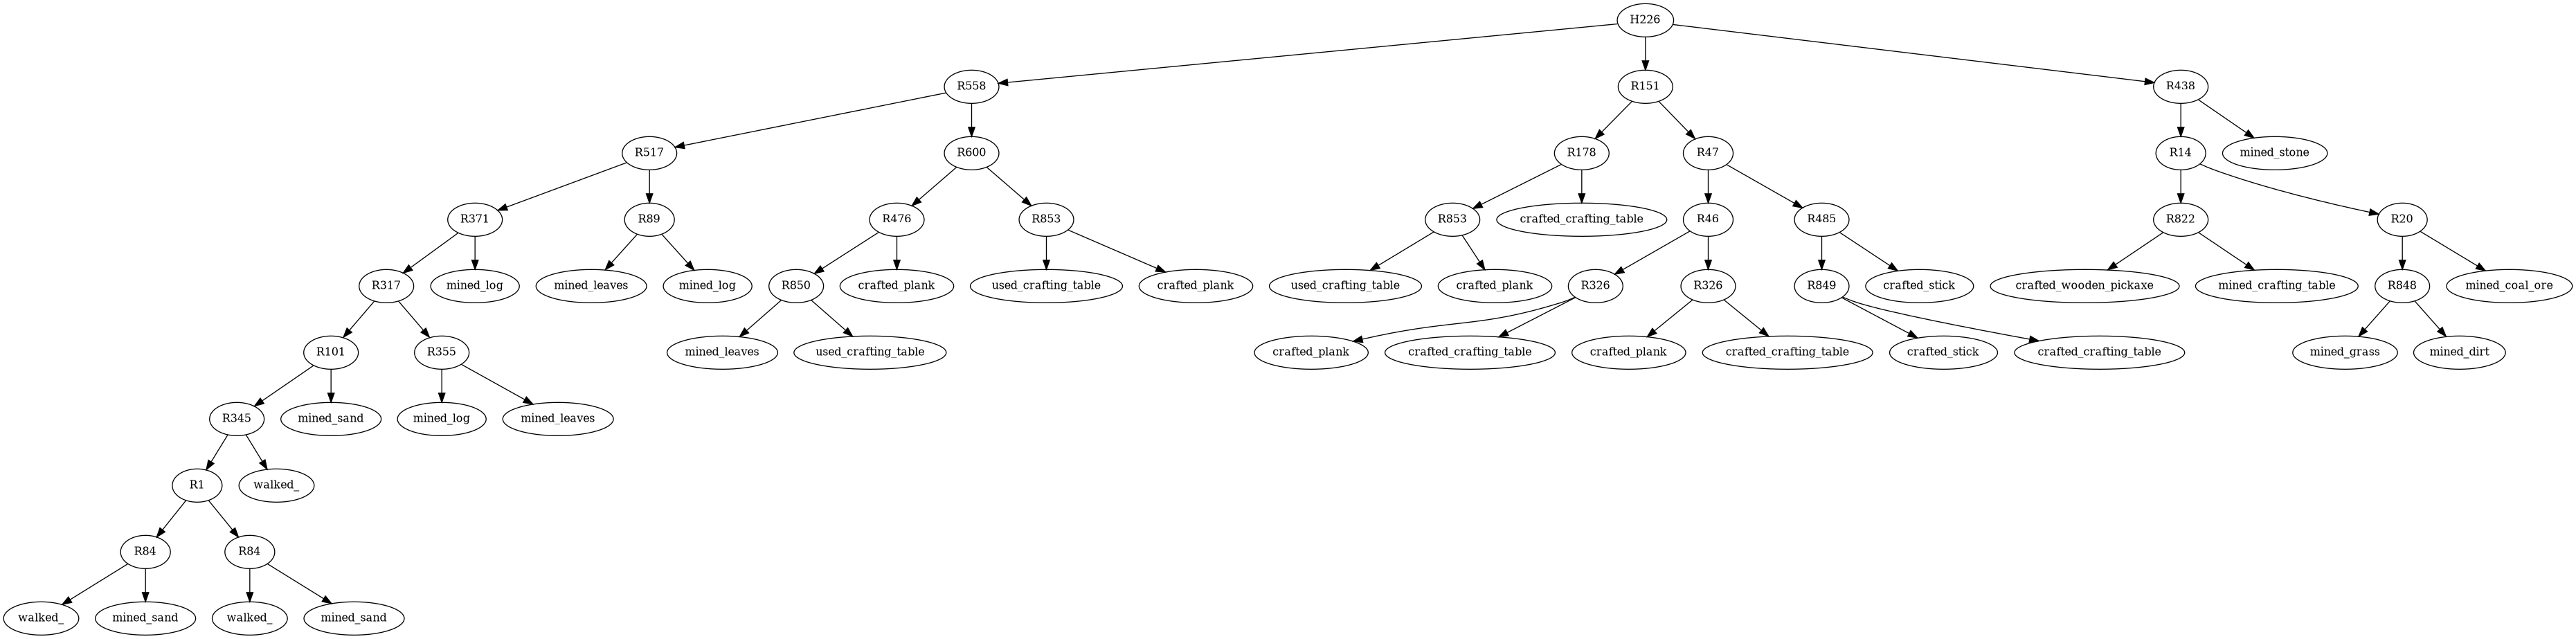 H226
R558
R151
R438
R517
R600
R178
R47
R14
mined_stone
R371
R89
R476
R853
R853
crafted_crafting_table
R46
R485
R822
R20
R317
mined_log
mined_leaves
mined_log
R850
crafted_plank
used_crafting_table
crafted_plank
used_crafting_table
crafted_plank
R326
R326
R849
crafted_stick
crafted_wooden_pickaxe
mined_crafting_table
R848
mined_coal_ore
R101
R355
mined_leaves
used_crafting_table
crafted_plank
crafted_crafting_table
crafted_plank
crafted_crafting_table
crafted_stick
crafted_crafting_table
mined_grass
mined_dirt
R345
mined_sand
mined_log
mined_leaves
R1
walked_
R84
R84
walked_
mined_sand
walked_
mined_sand